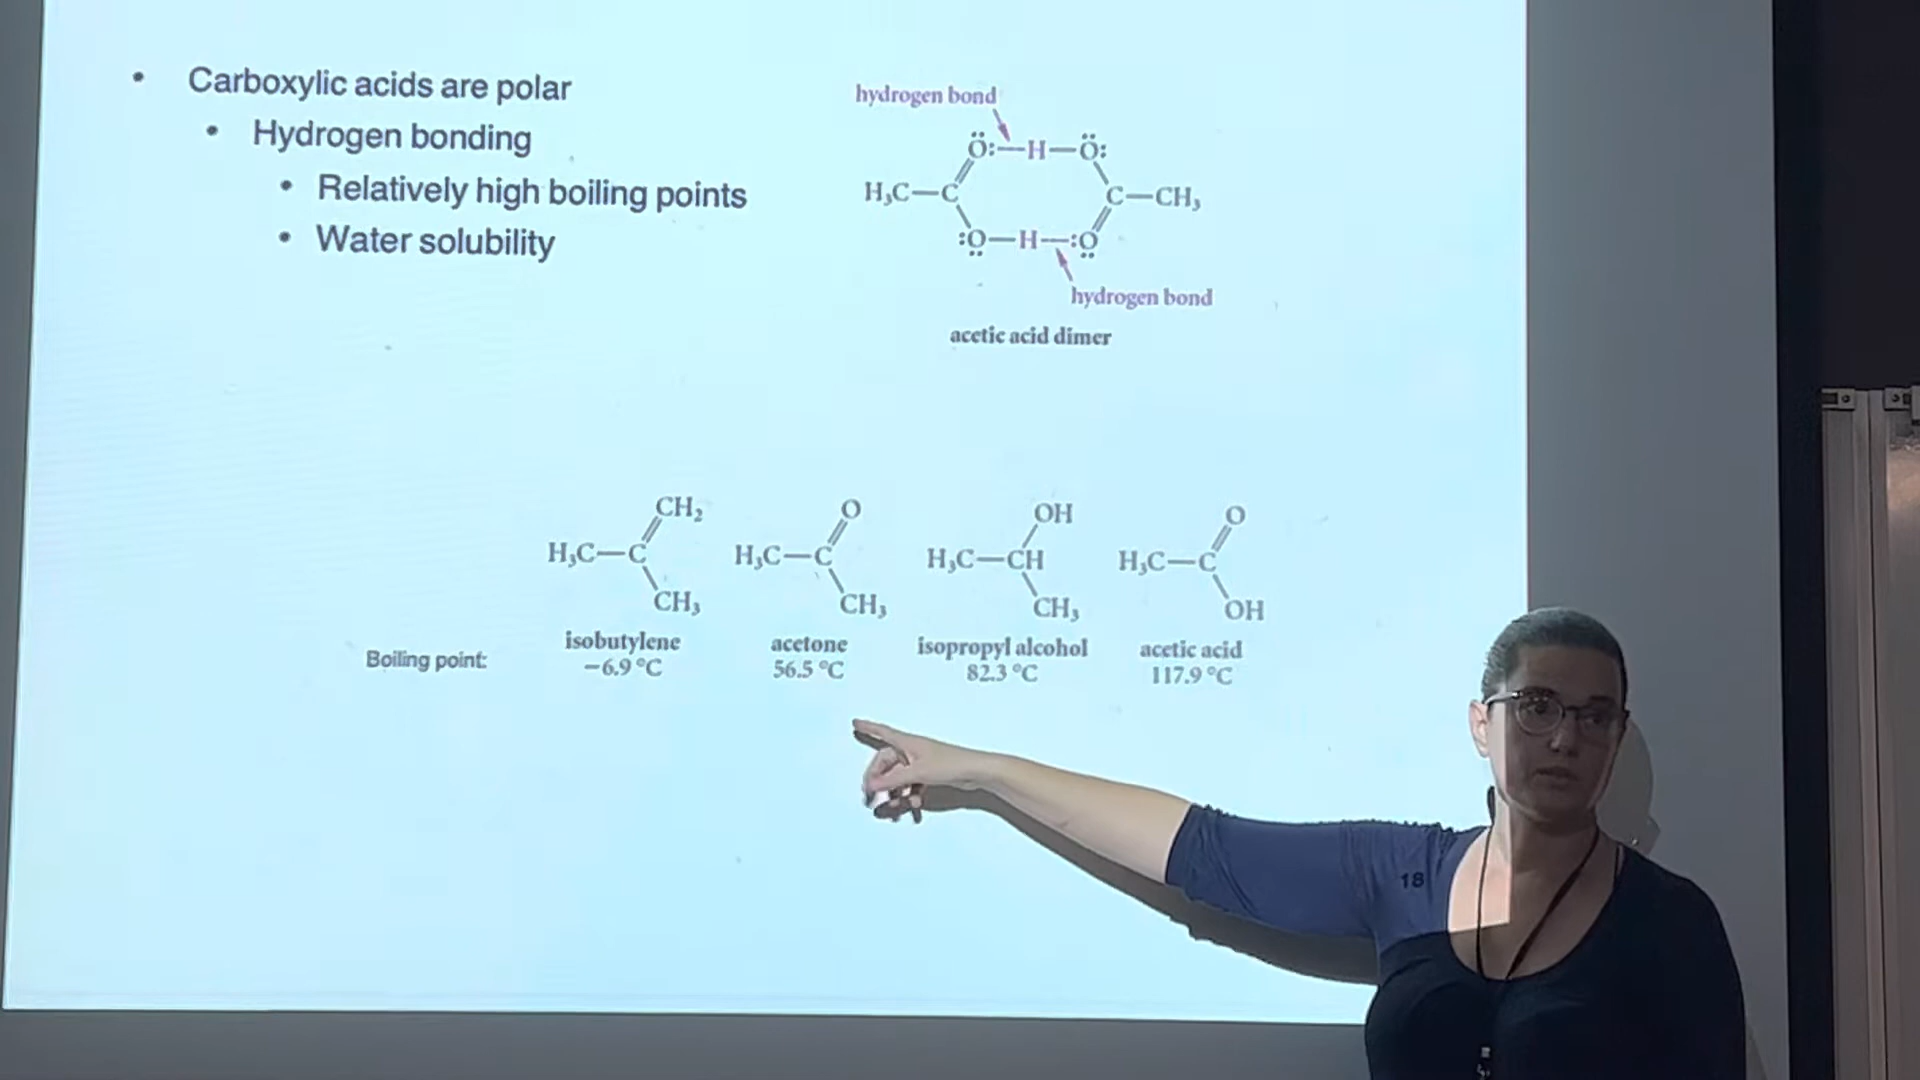 • Carboxylic acids are polar
• Hydrogen bonding
• Relatively high boiling points
• Water solubility
hydrogen bond
Ö:—H—Ö:
H₃C—C
C—CH₃
:O—H—:O
hydrogen bond
acetic acid dimer
CH₂
H₃C—C
CH₃
O
H₃C—C
CH₃
OH
H₃C—CH
CH₃
O
H₃C—C
OH
Boiling point:
isobutylene
−6.9 °C
acetone
56.5 °C
isopropyl alcohol
82.3 °C
acetic acid
117.9 °C
18